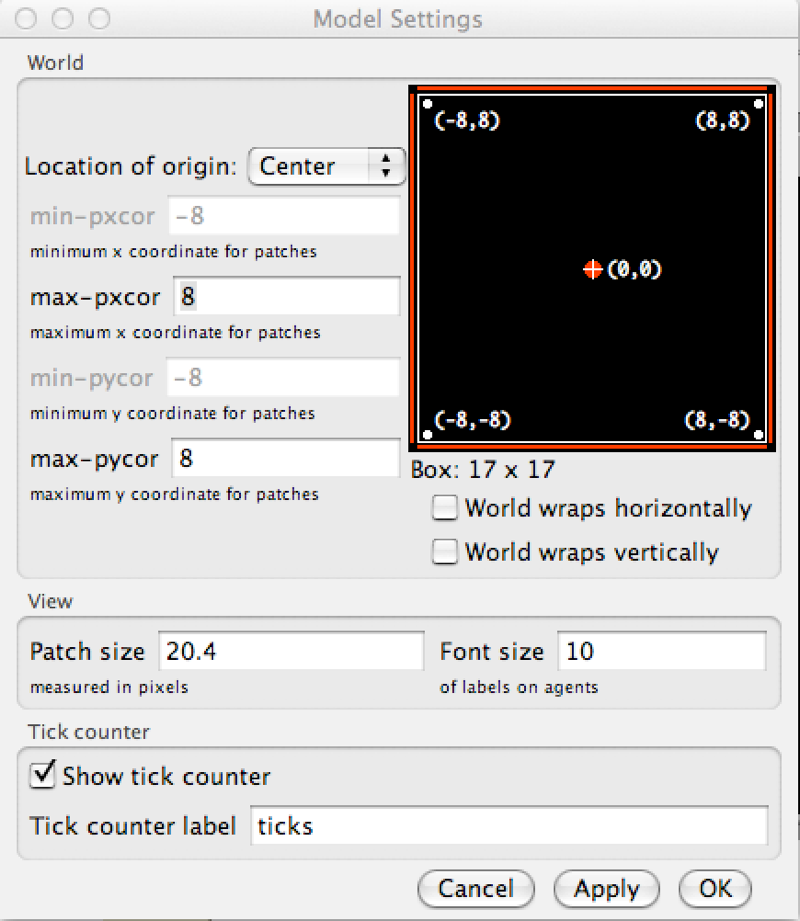 Model Settings
World
Location of origin: Center
min-pxcor -8
minimum x coordinate for patches
max-pxcor 8
maximum x coordinate for patches
min-pycor -8
minimum y coordinate for patches
max-pycor 8
maximum y coordinate for patches
(-8,8) (8,8)
(0,0)
(-8,-8) (8,-8)
Box: 17 x 17
World wraps horizontally
World wraps vertically
View
Patch size 20.4
measured in pixels
Font size 10
of labels on agents
Tick counter
Show tick counter
Tick counter label ticks
Cancel Apply OK